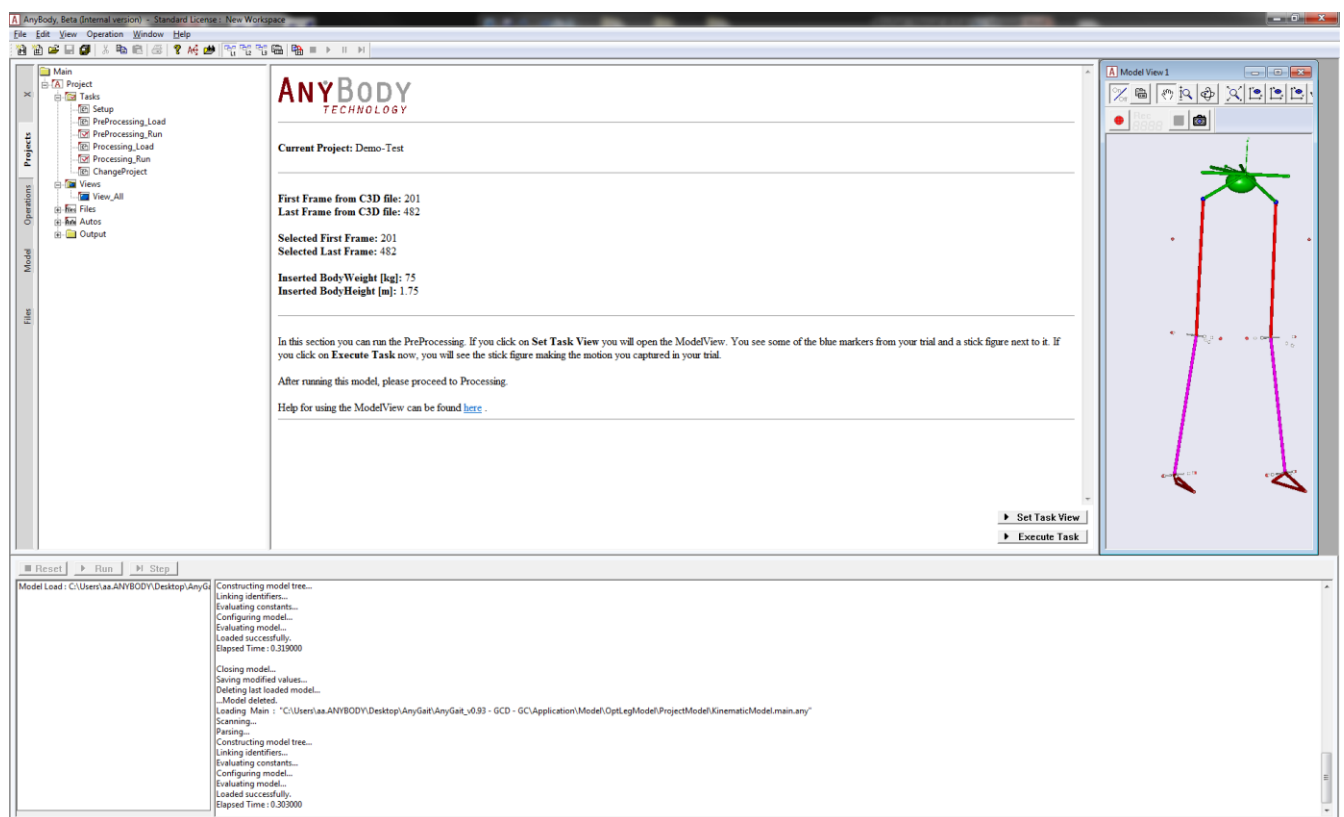 AnyBody, Beta (Internal version) - Standard License : New Workspace
File Edit View Operation Window Help
Main
Project
Tasks
Setup
PreProcessing_Load
PreProcessing_Run
Processing_Load
Processing_Run
ChangeProject
Views
View_All
Files
Autos
Output
Projects
Operations
Model
Files
ANYBODY
TECHNOLOGY
Current Project: Demo-Test
First Frame from C3D file: 201
Last Frame from C3D file: 482
Selected First Frame: 201
Selected Last Frame: 482
Inserted BodyWeight [kg]: 75
Inserted BodyHeight [m]: 1.75
In this section you can run the PreProcessing. If you click on Set Task View you will open the ModelView. You see some of the blue markers from your trial and a stick figure next to it. If
you click on Execute Task now, you will see the stick figure making the motion you captured in your trial.
After running this model, please proceed to Processing.
Help for using the ModelView can be found here .
Set Task View
Execute Task
Model View 1
Reset Run Step
Model Load : C:\Users\aa.ANYBODY\Desktop\AnyG
Constructing model tree...
Linking identifiers...
Evaluating constants...
Configuring model...
Evaluating model...
Loaded successfully.
Elapsed Time : 0.319000
Closing model...
Saving modified values...
Deleting last loaded model...
...Model deleted.
Loading Main : "C:\Users\aa.ANYBODY\Desktop\AnyGait\AnyGait_v0.93 - GCD - GC\Application\Model\OptLegModel\ProjectModel\KinematicModel.main.any"
Scanning...
Parsing...
Constructing model tree...
Linking identifiers...
Evaluating constants...
Configuring model...
Evaluating model...
Loaded successfully.
Elapsed Time : 0.303000